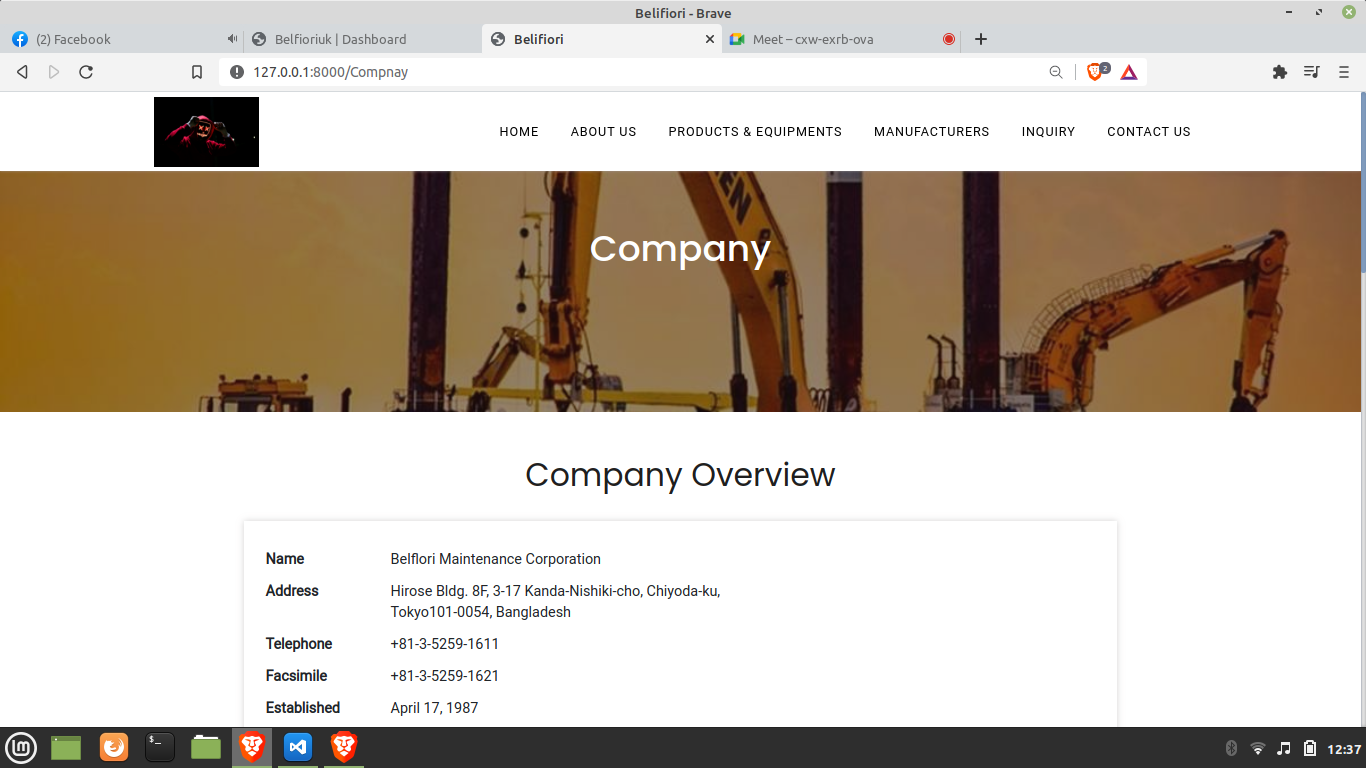 Belifiori - Brave
(2) Facebook
Belfioriuk | Dashboard
Belifiori
Meet – cxw-exrb-ova
127.0.0.1:8000/Compnay
2
HOME
ABOUT US
PRODUCTS & EQUIPMENTS
MANUFACTURERS
INQUIRY
CONTACT US
Company
Company Overview
Name
Belflori Maintenance Corporation
Address
Hirose Bldg. 8F, 3-17 Kanda-Nishiki-cho, Chiyoda-ku,
Tokyo101-0054, Bangladesh
Telephone
+81-3-5259-1611
Facsimile
+81-3-5259-1621
Established
April 17, 1987
12:37